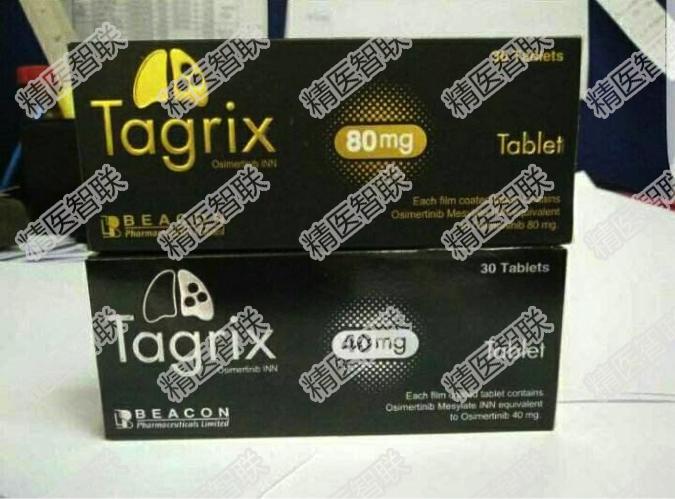 30 Tablets
Tagrix
80mg
Tablet
Osimertinib INN
BEACON
Pharmaceuticals Limited
Each film coated tablet contains
Osimertinib Mesylate INN equivalent
to Osimertinib 80 mg.
30 Tablets
Tagrix
40mg
Tablet
Osimertinib INN
BEACON
Pharmaceuticals Limited
Each film coated tablet contains
Osimertinib Mesylate INN equivalent
to Osimertinib 40 mg.
精医智联